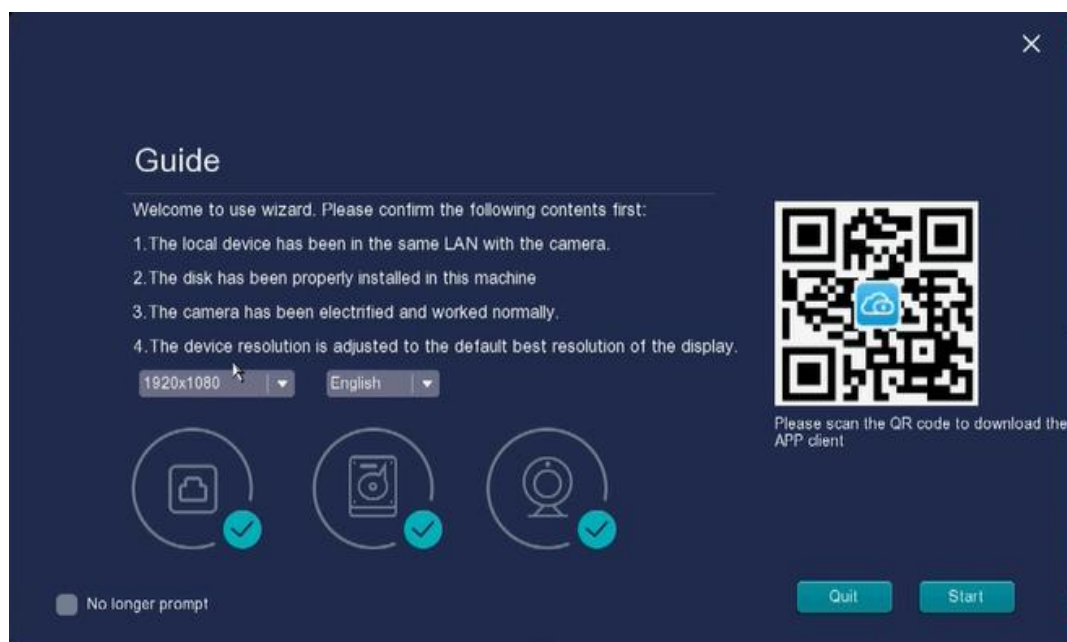 Guide
Welcome to use wizard. Please confirm the following contents first:
1.The local device has been in the same LAN with the camera.
2.The disk has been properly installed in this machine
3.The camera has been electrified and worked normally.
4.The device resolution is adjusted to the default best resolution of the display.
1920x1080 English
Please scan the QR code to download the
APP client
No longer prompt
Quit Start